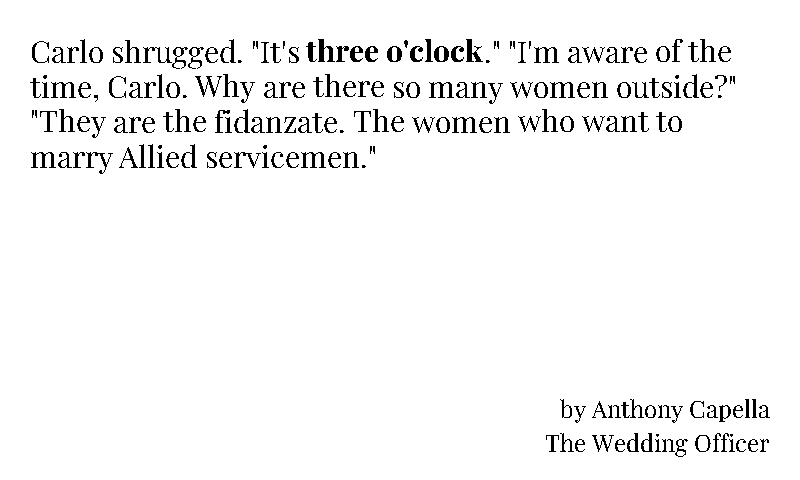 Carlo shrugged. "It's three o'clock." "I'm aware of the
time, Carlo. Why are there so many women outside?"
"They are the fidanzate. The women who want to
marry Allied servicemen."
by Anthony Capella
The Wedding Officer